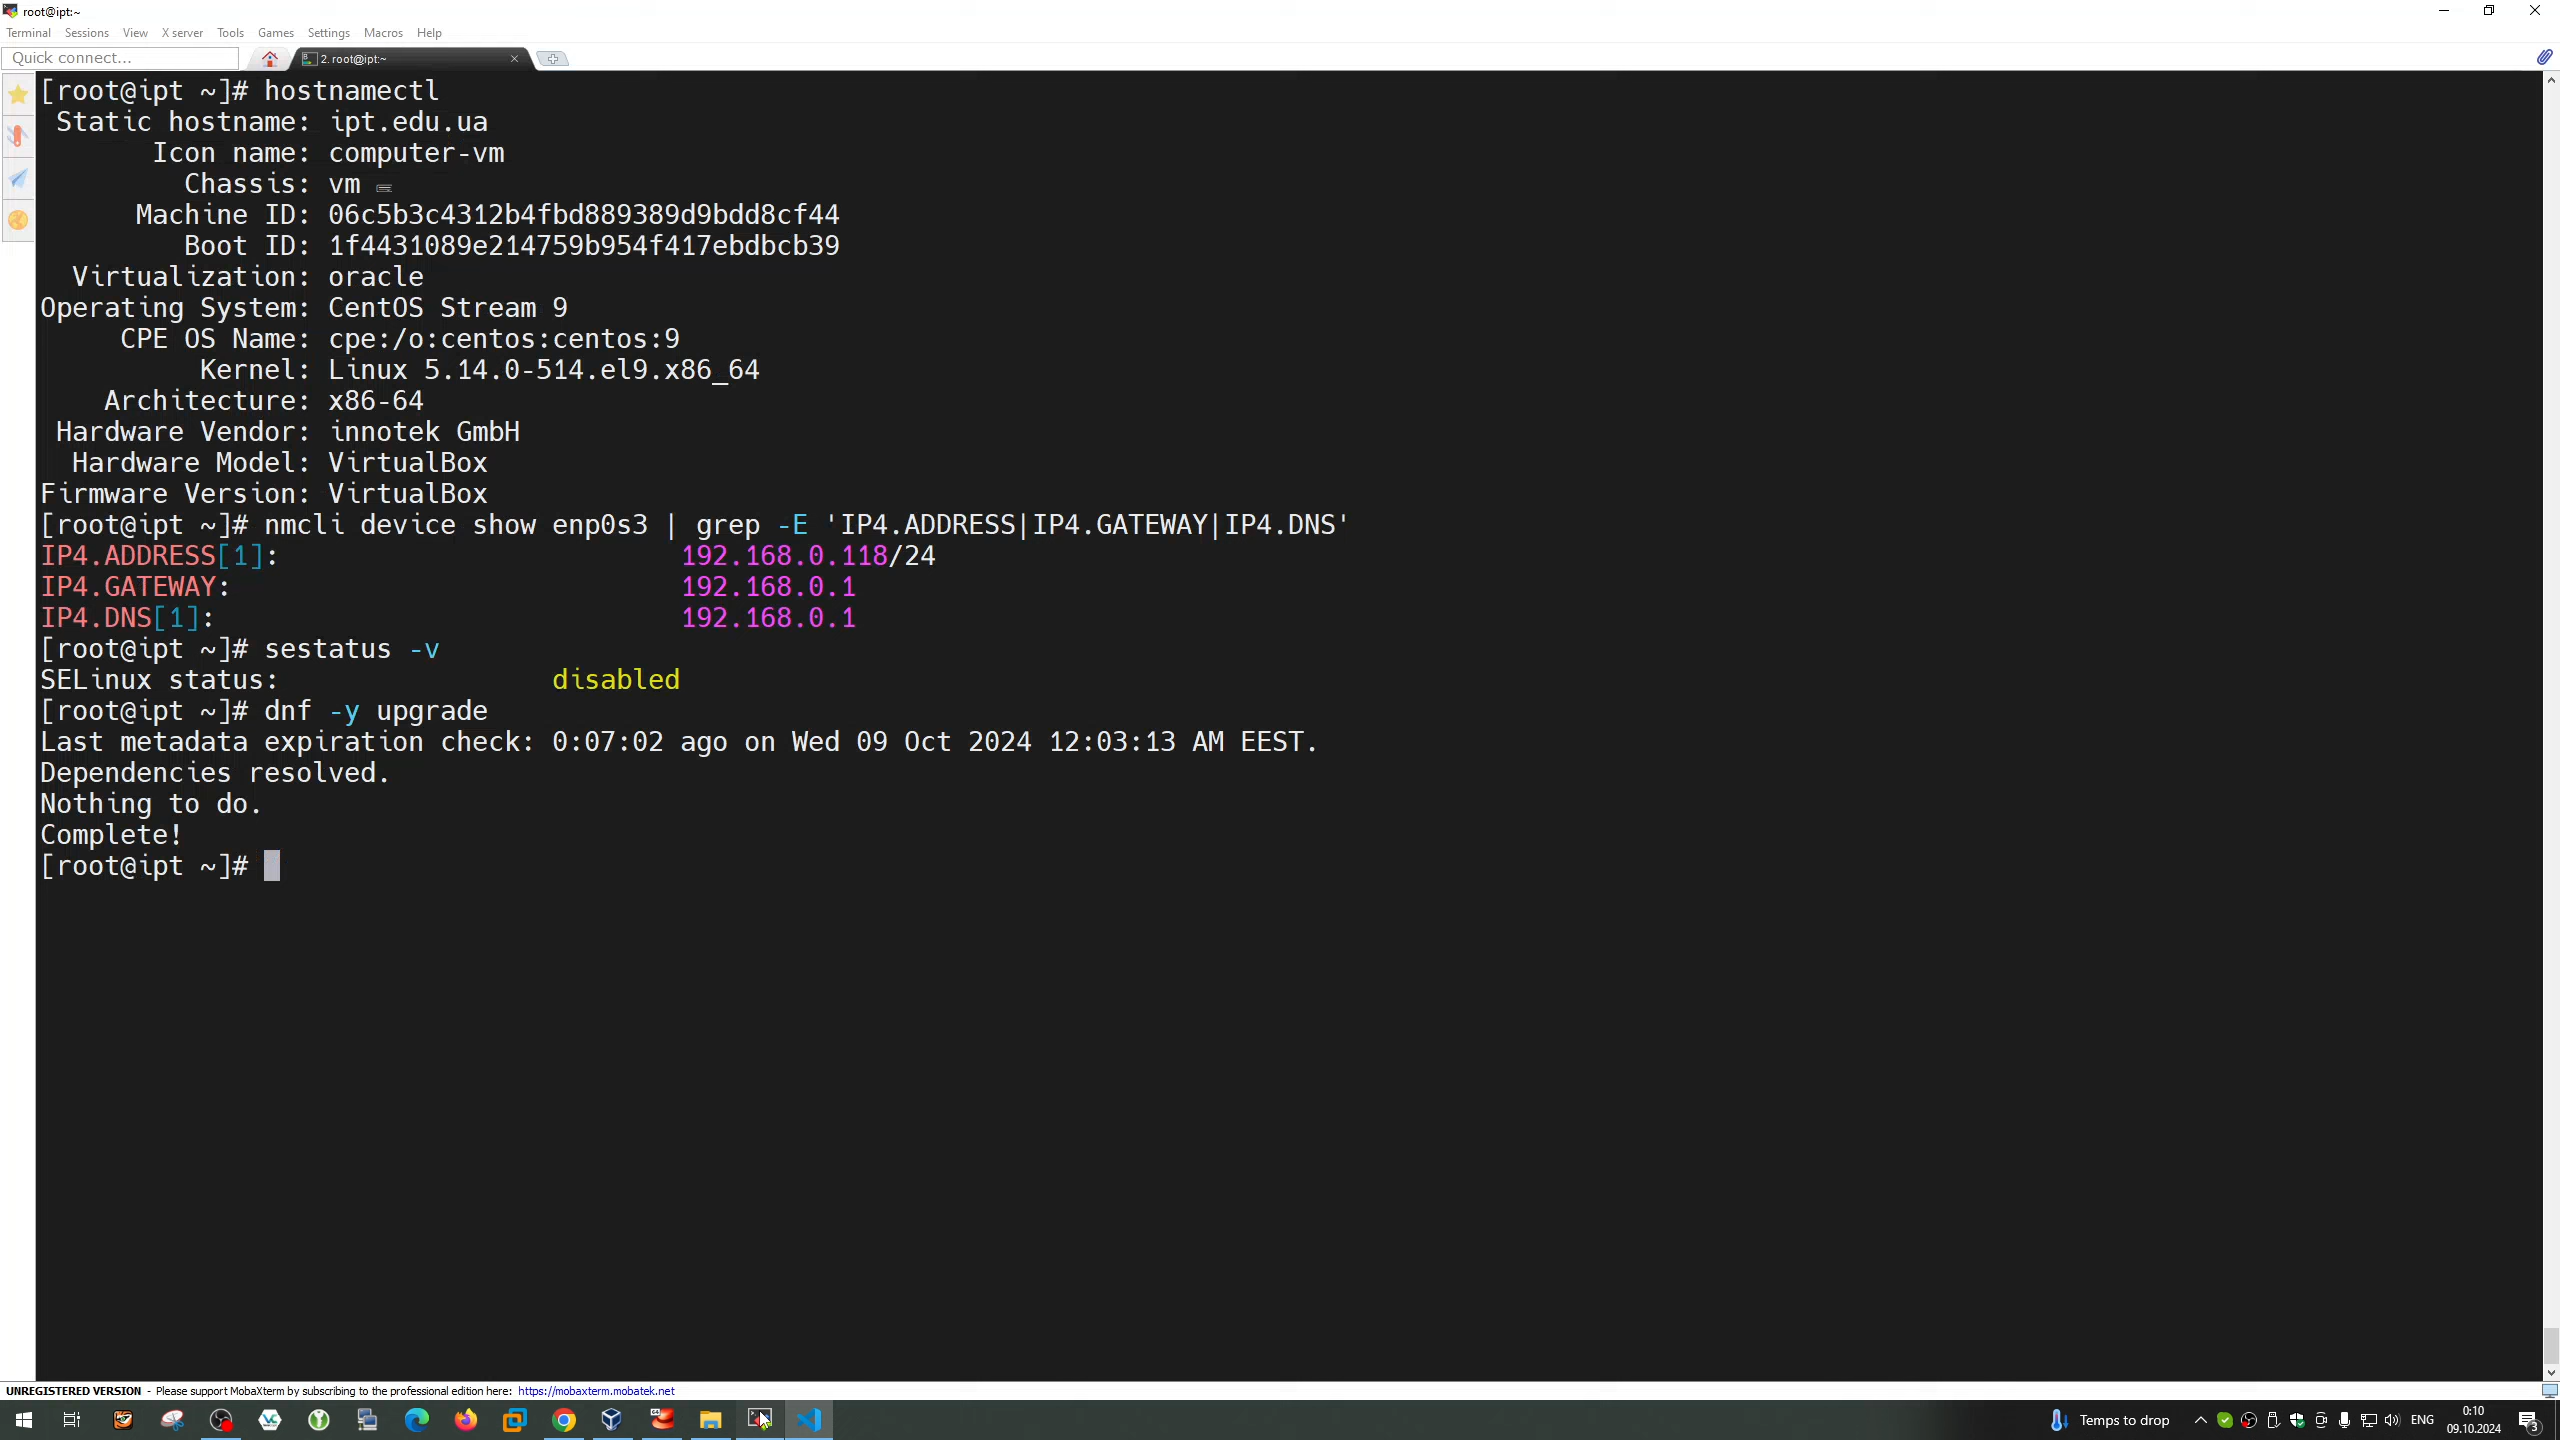 root@ipt:~
Terminal Sessions View X server Tools Games Settings Macros Help
Quick connect... 2. root@ipt:~
[root@ipt ~]# hostnamectl
Static hostname: ipt.edu.ua
Icon name: computer-vm
Chassis: vm
Machine ID: 06c5b3c4312b4fbd889389d9bdd8cf44
Boot ID: 1f4431089e214759b954f417ebdbcb39
Virtualization: oracle
Operating System: CentOS Stream 9
CPE OS Name: cpe:/o:centos:centos:9
Kernel: Linux 5.14.0-514.el9.x86_64
Architecture: x86-64
Hardware Vendor: innotek GmbH
Hardware Model: VirtualBox
Firmware Version: VirtualBox
[root@ipt ~]# nmcli device show enp0s3 | grep -E 'IP4.ADDRESS|IP4.GATEWAY|IP4.DNS'
IP4.ADDRESS[1]: 192.168.0.118/24
IP4.GATEWAY: 192.168.0.1
IP4.DNS[1]: 192.168.0.1
[root@ipt ~]# sestatus -v
SELinux status: disabled
[root@ipt ~]# dnf -y upgrade
Last metadata expiration check: 0:07:02 ago on Wed 09 Oct 2024 12:03:13 AM EEST.
Dependencies resolved.
Nothing to do.
Complete!
[root@ipt ~]#
UNREGISTERED VERSION - Please support MobaXterm by subscribing to the professional edition here: https://mobaxterm.mobatek.net
Temps to drop ENG 0:10
09.10.2024 3